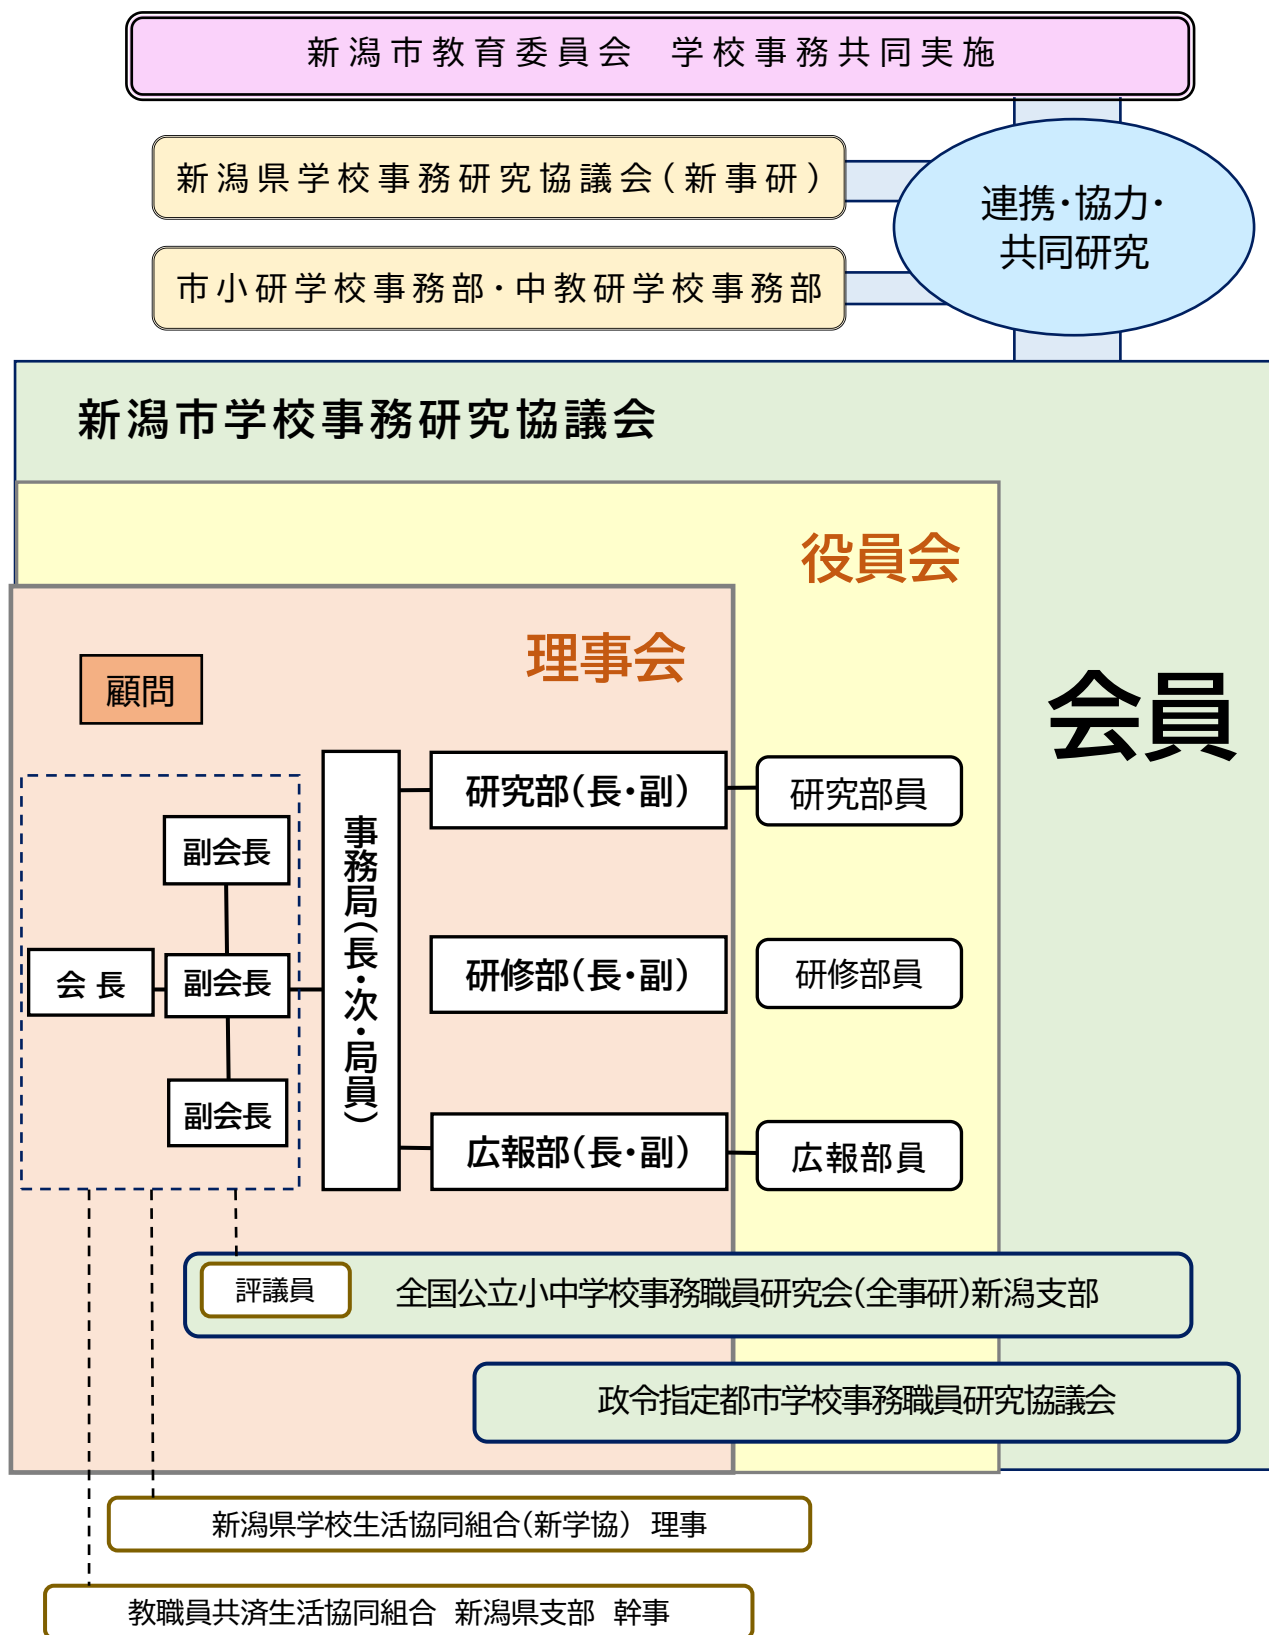 新潟市教育委員会　学校事務共同実施
新潟県学校事務研究協議会（新事研）
市小研学校事務部・中教研学校事務部
連携・協力・
共同研究
新潟市学校事務研究協議会
役員会
理事会
会員
顧問
副会長
会 長
副会長
副会長
事務局（長・次・局員）
研究部（長・副）
研究部員
研修部（長・副）
研修部員
広報部（長・副）
広報部員
評議員
全国公立小中学校事務職員研究会（全事研）新潟支部
政令指定都市学校事務職員研究協議会
新潟県学校生活協同組合（新学協） 理事
教職員共済生活協同組合 新潟県支部 幹事